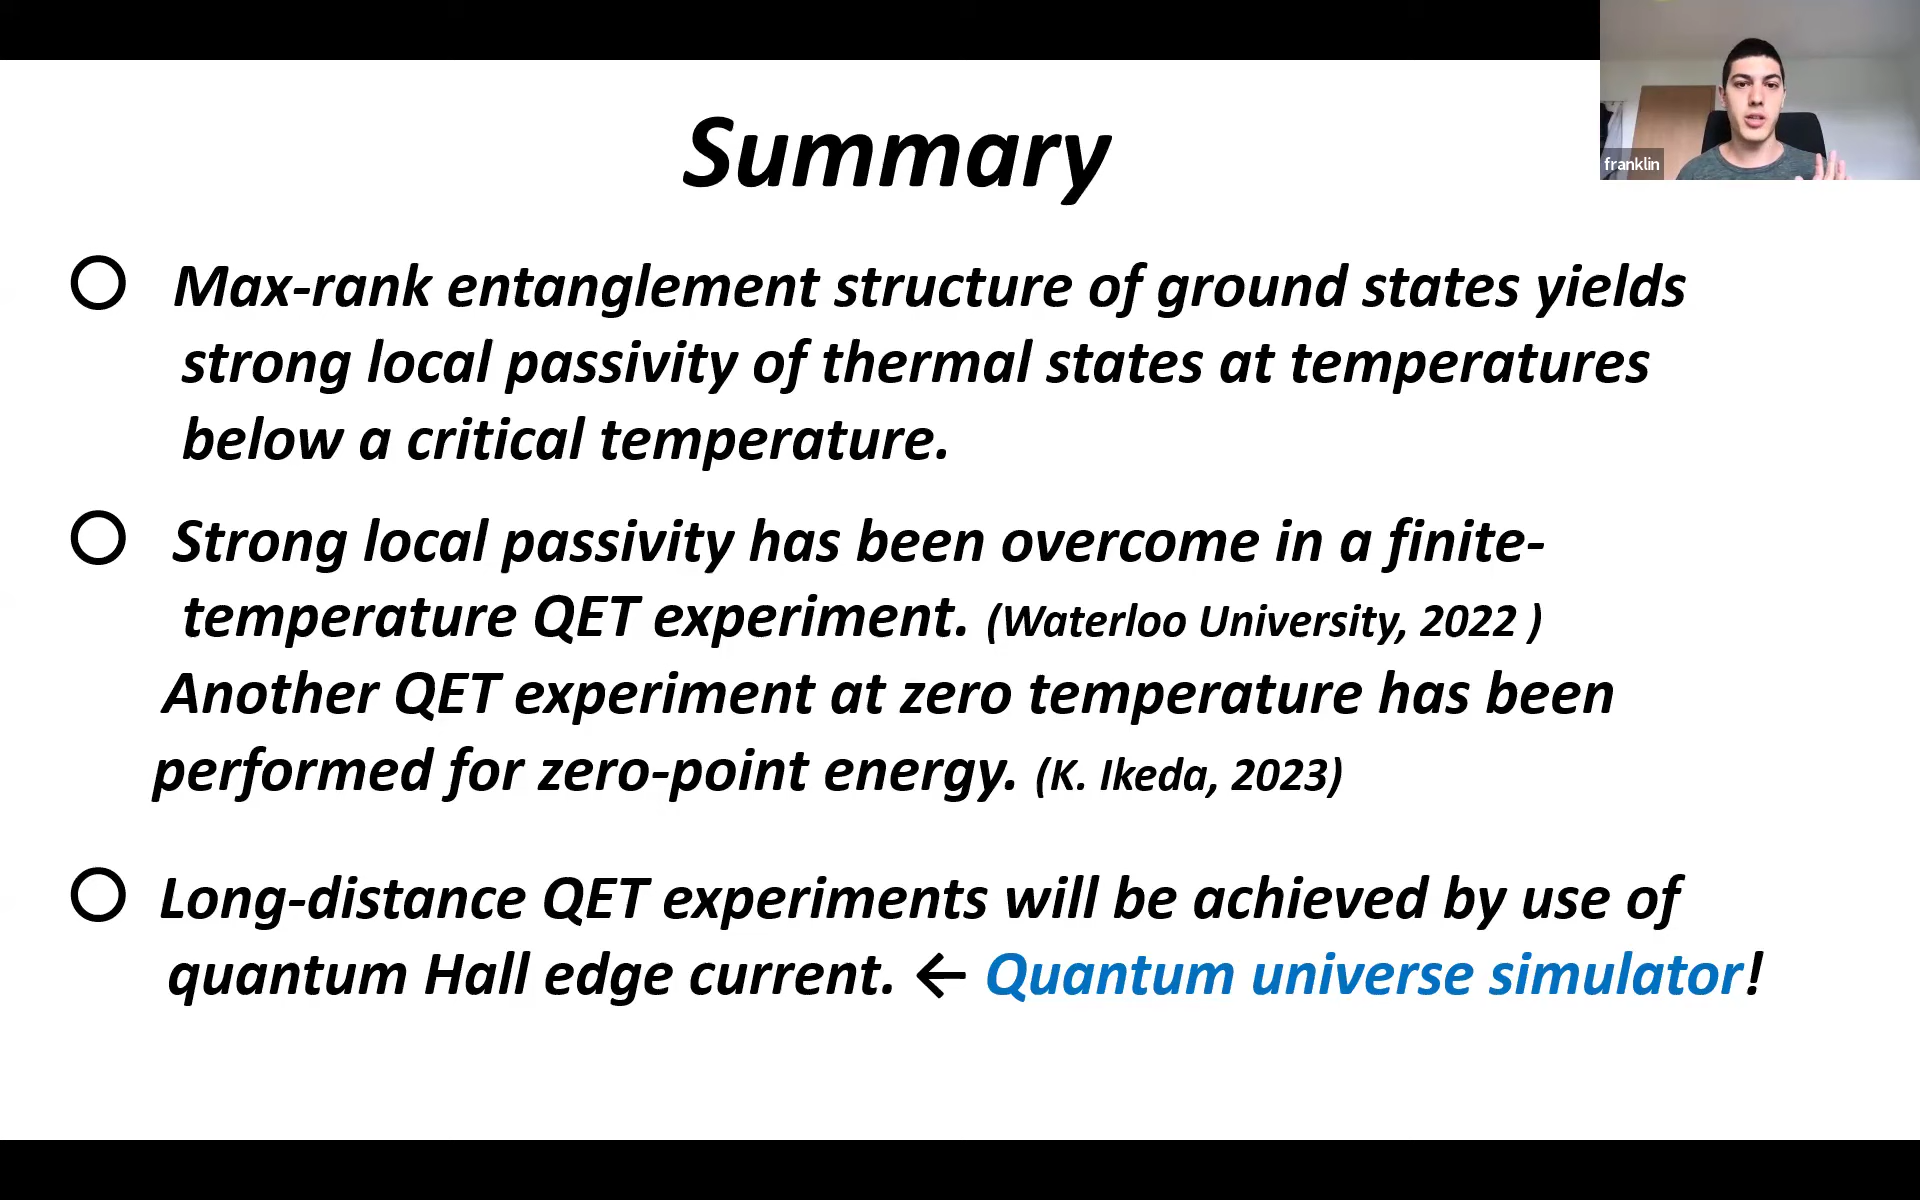 franklin
Summary
Max-rank entanglement structure of ground states yields
strong local passivity of thermal states at temperatures
below a critical temperature.
Strong local passivity has been overcome in a finite-
temperature QET experiment. (Waterloo University, 2022 )
Another QET experiment at zero temperature has been
performed for zero-point energy. (K. Ikeda, 2023)
Long-distance QET experiments will be achieved by use of
quantum Hall edge current. ← Quantum universe simulator!